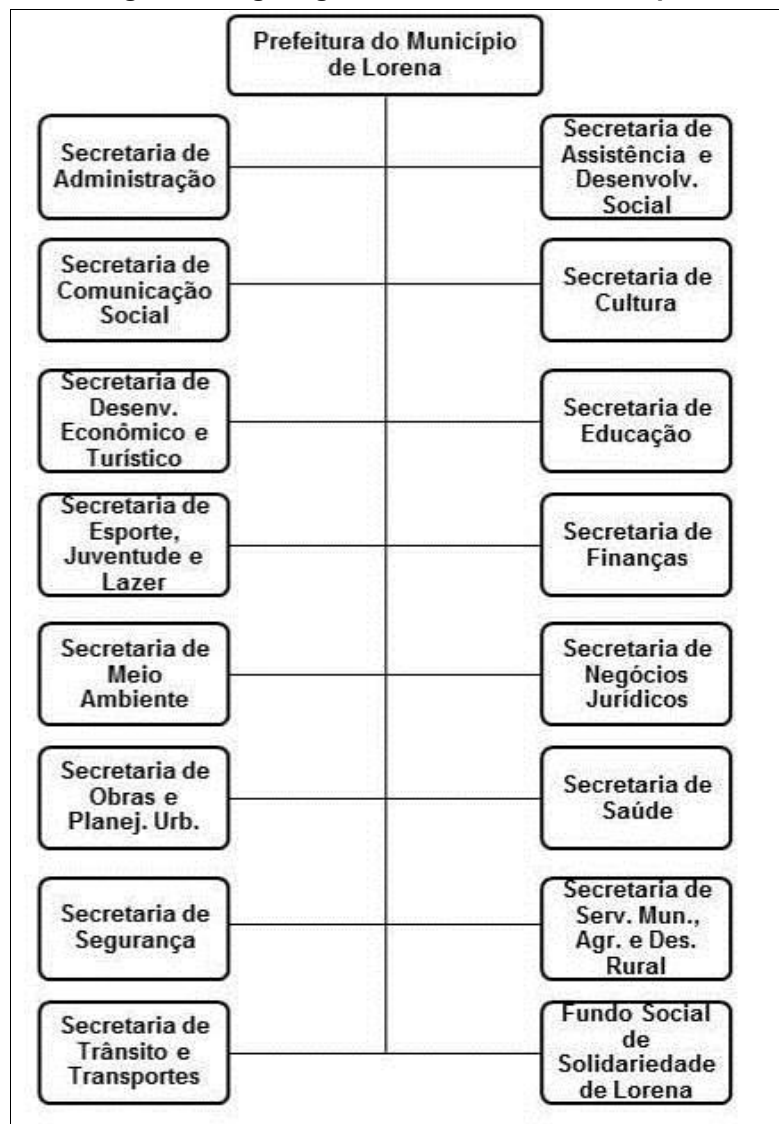 Prefeitura do Município
de Lorena
Secretaria de
Administração
Secretaria de
Assistência e
Desenvolv.
Social
Secretaria de
Comunicação
Social
Secretaria de
Cultura
Secretaria de
Desenv.
Econômico e
Turístico
Secretaria de
Educação
Secretaria de
Esporte,
Juventude e
Lazer
Secretaria de
Finanças
Secretaria de
Meio
Ambiente
Secretaria de
Negócios
Jurídicos
Secretaria de
Obras e
Planej. Urb.
Secretaria de
Saúde
Secretaria de
Segurança
Secretaria de
Serv. Mun.,
Agr. e Des.
Rural
Secretaria de
Trânsito e
Transportes
Fundo Social
de
Solidariedade
de Lorena